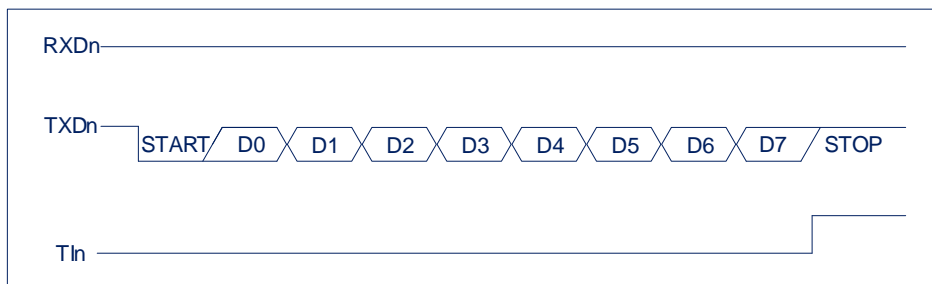 RXDn
TXDn
START D0 D1 D2 D3 D4 D5 D6 D7 STOP
TIn